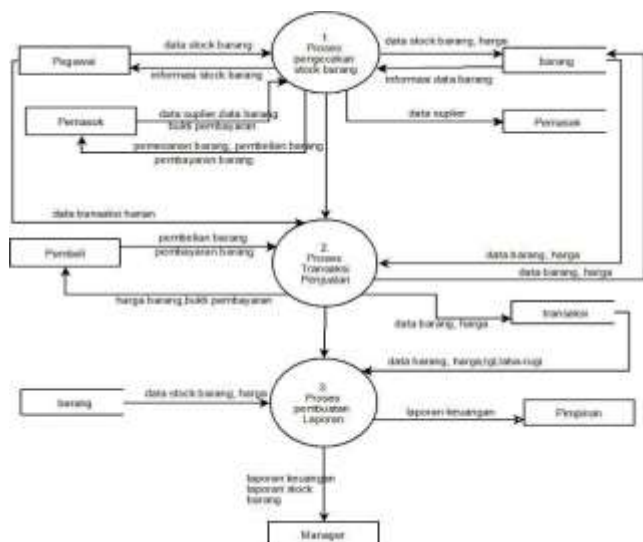 1.
Proses
pengecekan
stock barang
data stock barang
data stock barang, harga
Pegawai
barang
informasi stock barang
informasi data barang
data suplier,data barang
bukti pembayaran
Pemasok
data suplier
Pemasok
pemesanan barang, pembelian barang
pembayaran barang
data transaksi harian
2.
Proses
Transaksi
Penjualan
pembelian barang
pembayaran barang
Pembeli
data barang, harga
data barang, harga
harga barang,bukti pembayaran
transaksi
data barang, harga
data barang, harga,tgl,laba-rugi
3.
Proses
pembuatan
Laporan
data stock barang, harga
barang
laporan keuangan
Pimpinan
laporan keuangan
laporan stock
barang
Manager